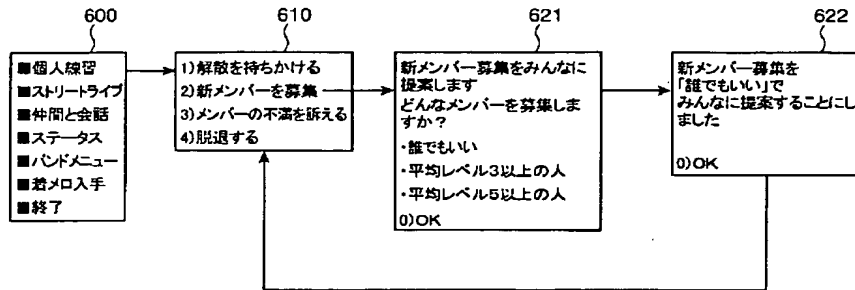 600
610
621
622
■個人練習
■ストリートライブ
■仲間と会話
■ステータス
■バンドメニュー
■着メロ入手
■終了
1)解散を持ちかける
2)新メンバーを募集
3)メンバーの不満を訴える
4)脱退する
新メンバー募集をみんなに
提案します
どんなメンバーを募集しま
すか？
・誰でもいい
・平均レベル3以上の人
・平均レベル5以上の人
0)OK
新メンバー募集を
「誰でもいい」で
みんなに提案することにし
ました
0)OK